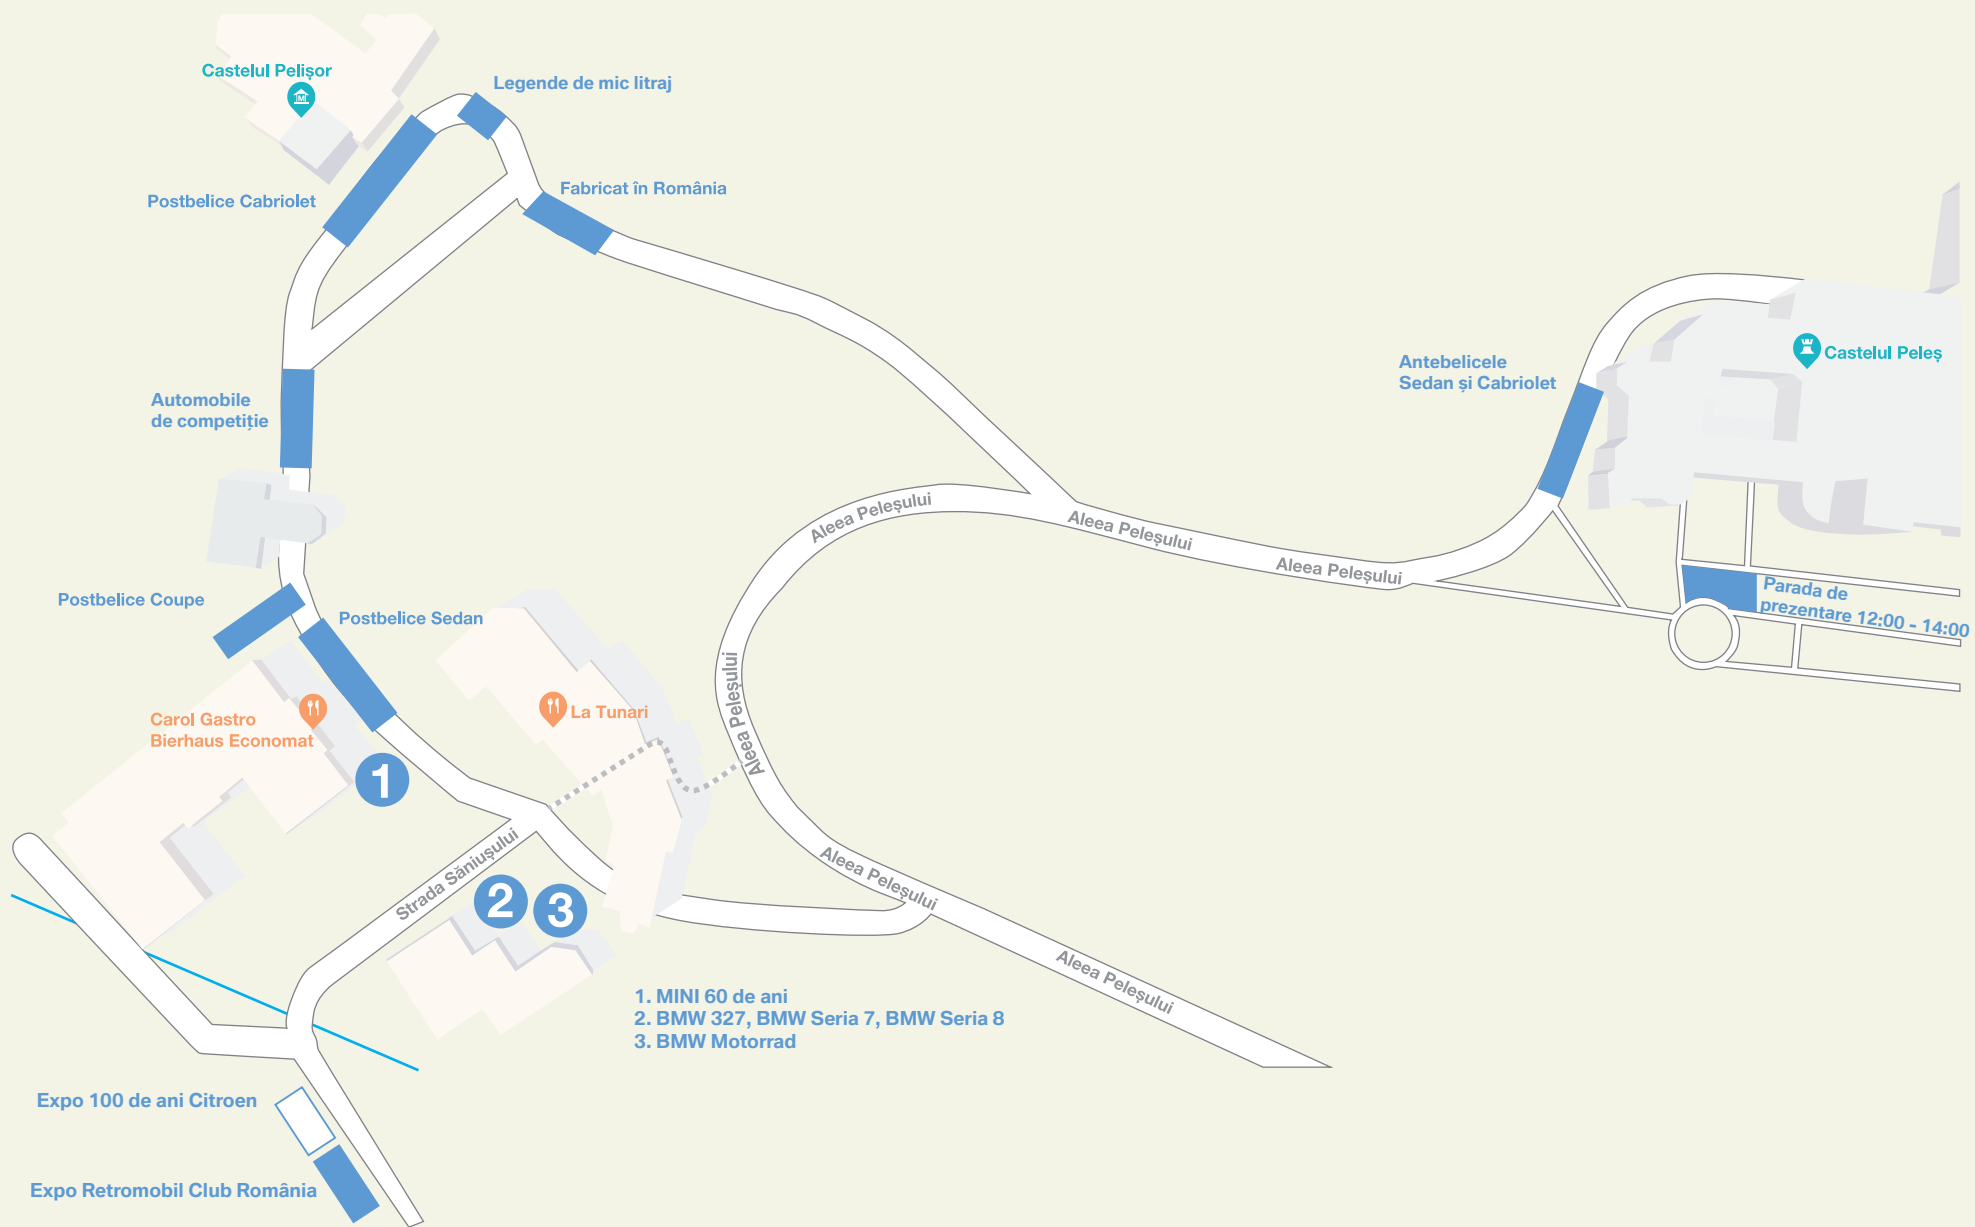 Castelul Pelișor
Legende de mic litraj
Postbelice Cabriolet
Fabricat în România
Castelul Peleș
Antebelicele
Sedan și Cabriolet
Automobile
de competiție
Aleea Peleșului
Aleea Peleșului
Aleea Peleșului
Parada de
prezentare 12:00 - 14:00
Postbelice Coupe
Postbelice Sedan
Aleea Peleșului
Aleea Peleșului
La Tunari
Carol Gastro
Bierhaus Economat
1
Strada Săniușului
2
3
Aleea Peleșului
Aleea Peleșului
1. MINI 60 de ani
2. BMW 327, BMW Seria 7, BMW Seria 8
3. BMW Motorrad
Expo 100 de ani Citroen
Expo Retromobil Club România